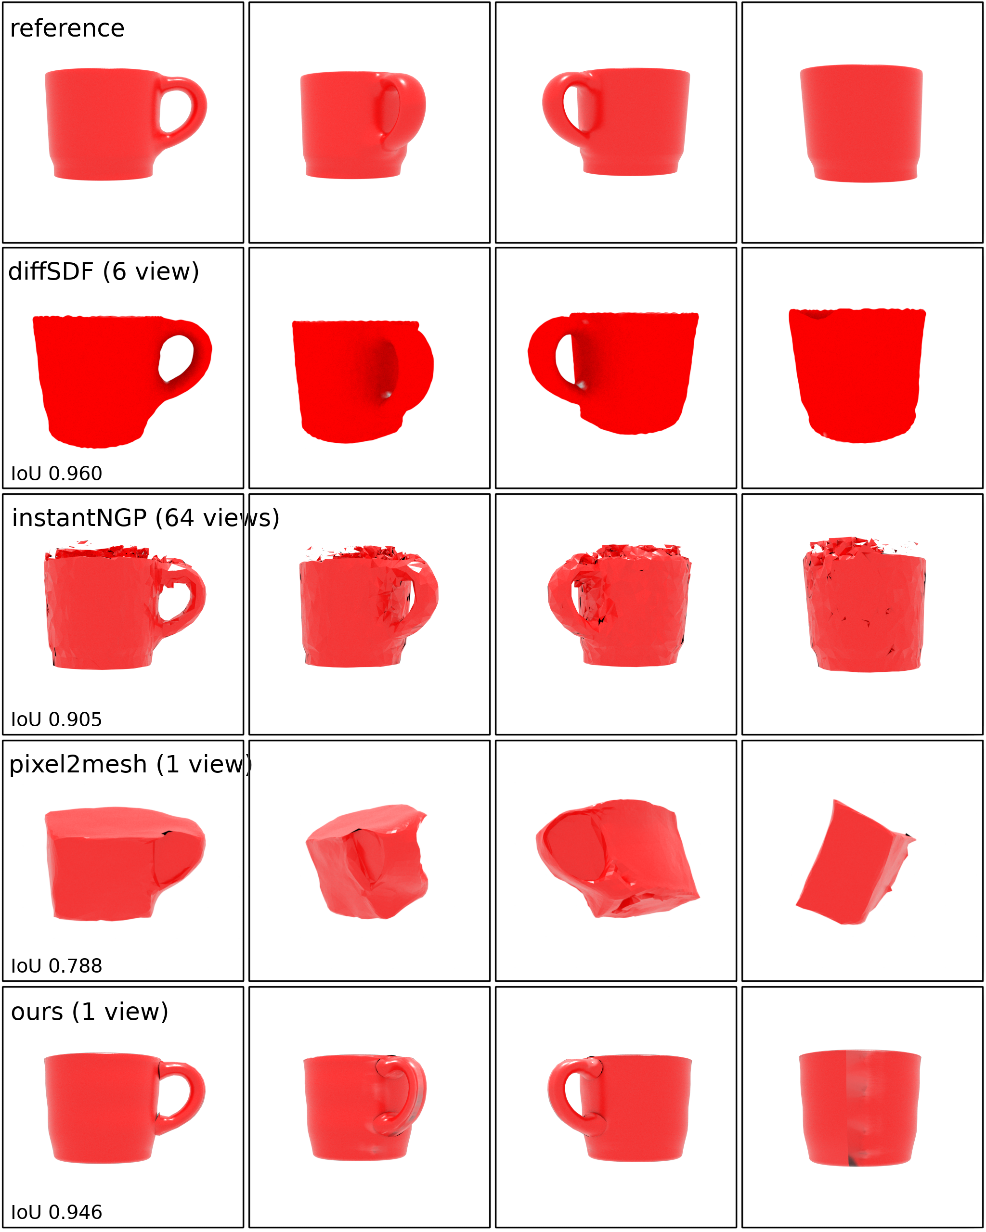 reference
diffSDF (6 view)
IoU 0.960
instantNGP (64 views)
IoU 0.905
pixel2mesh (1 view)
IoU 0.788
ours (1 view)
IoU 0.946